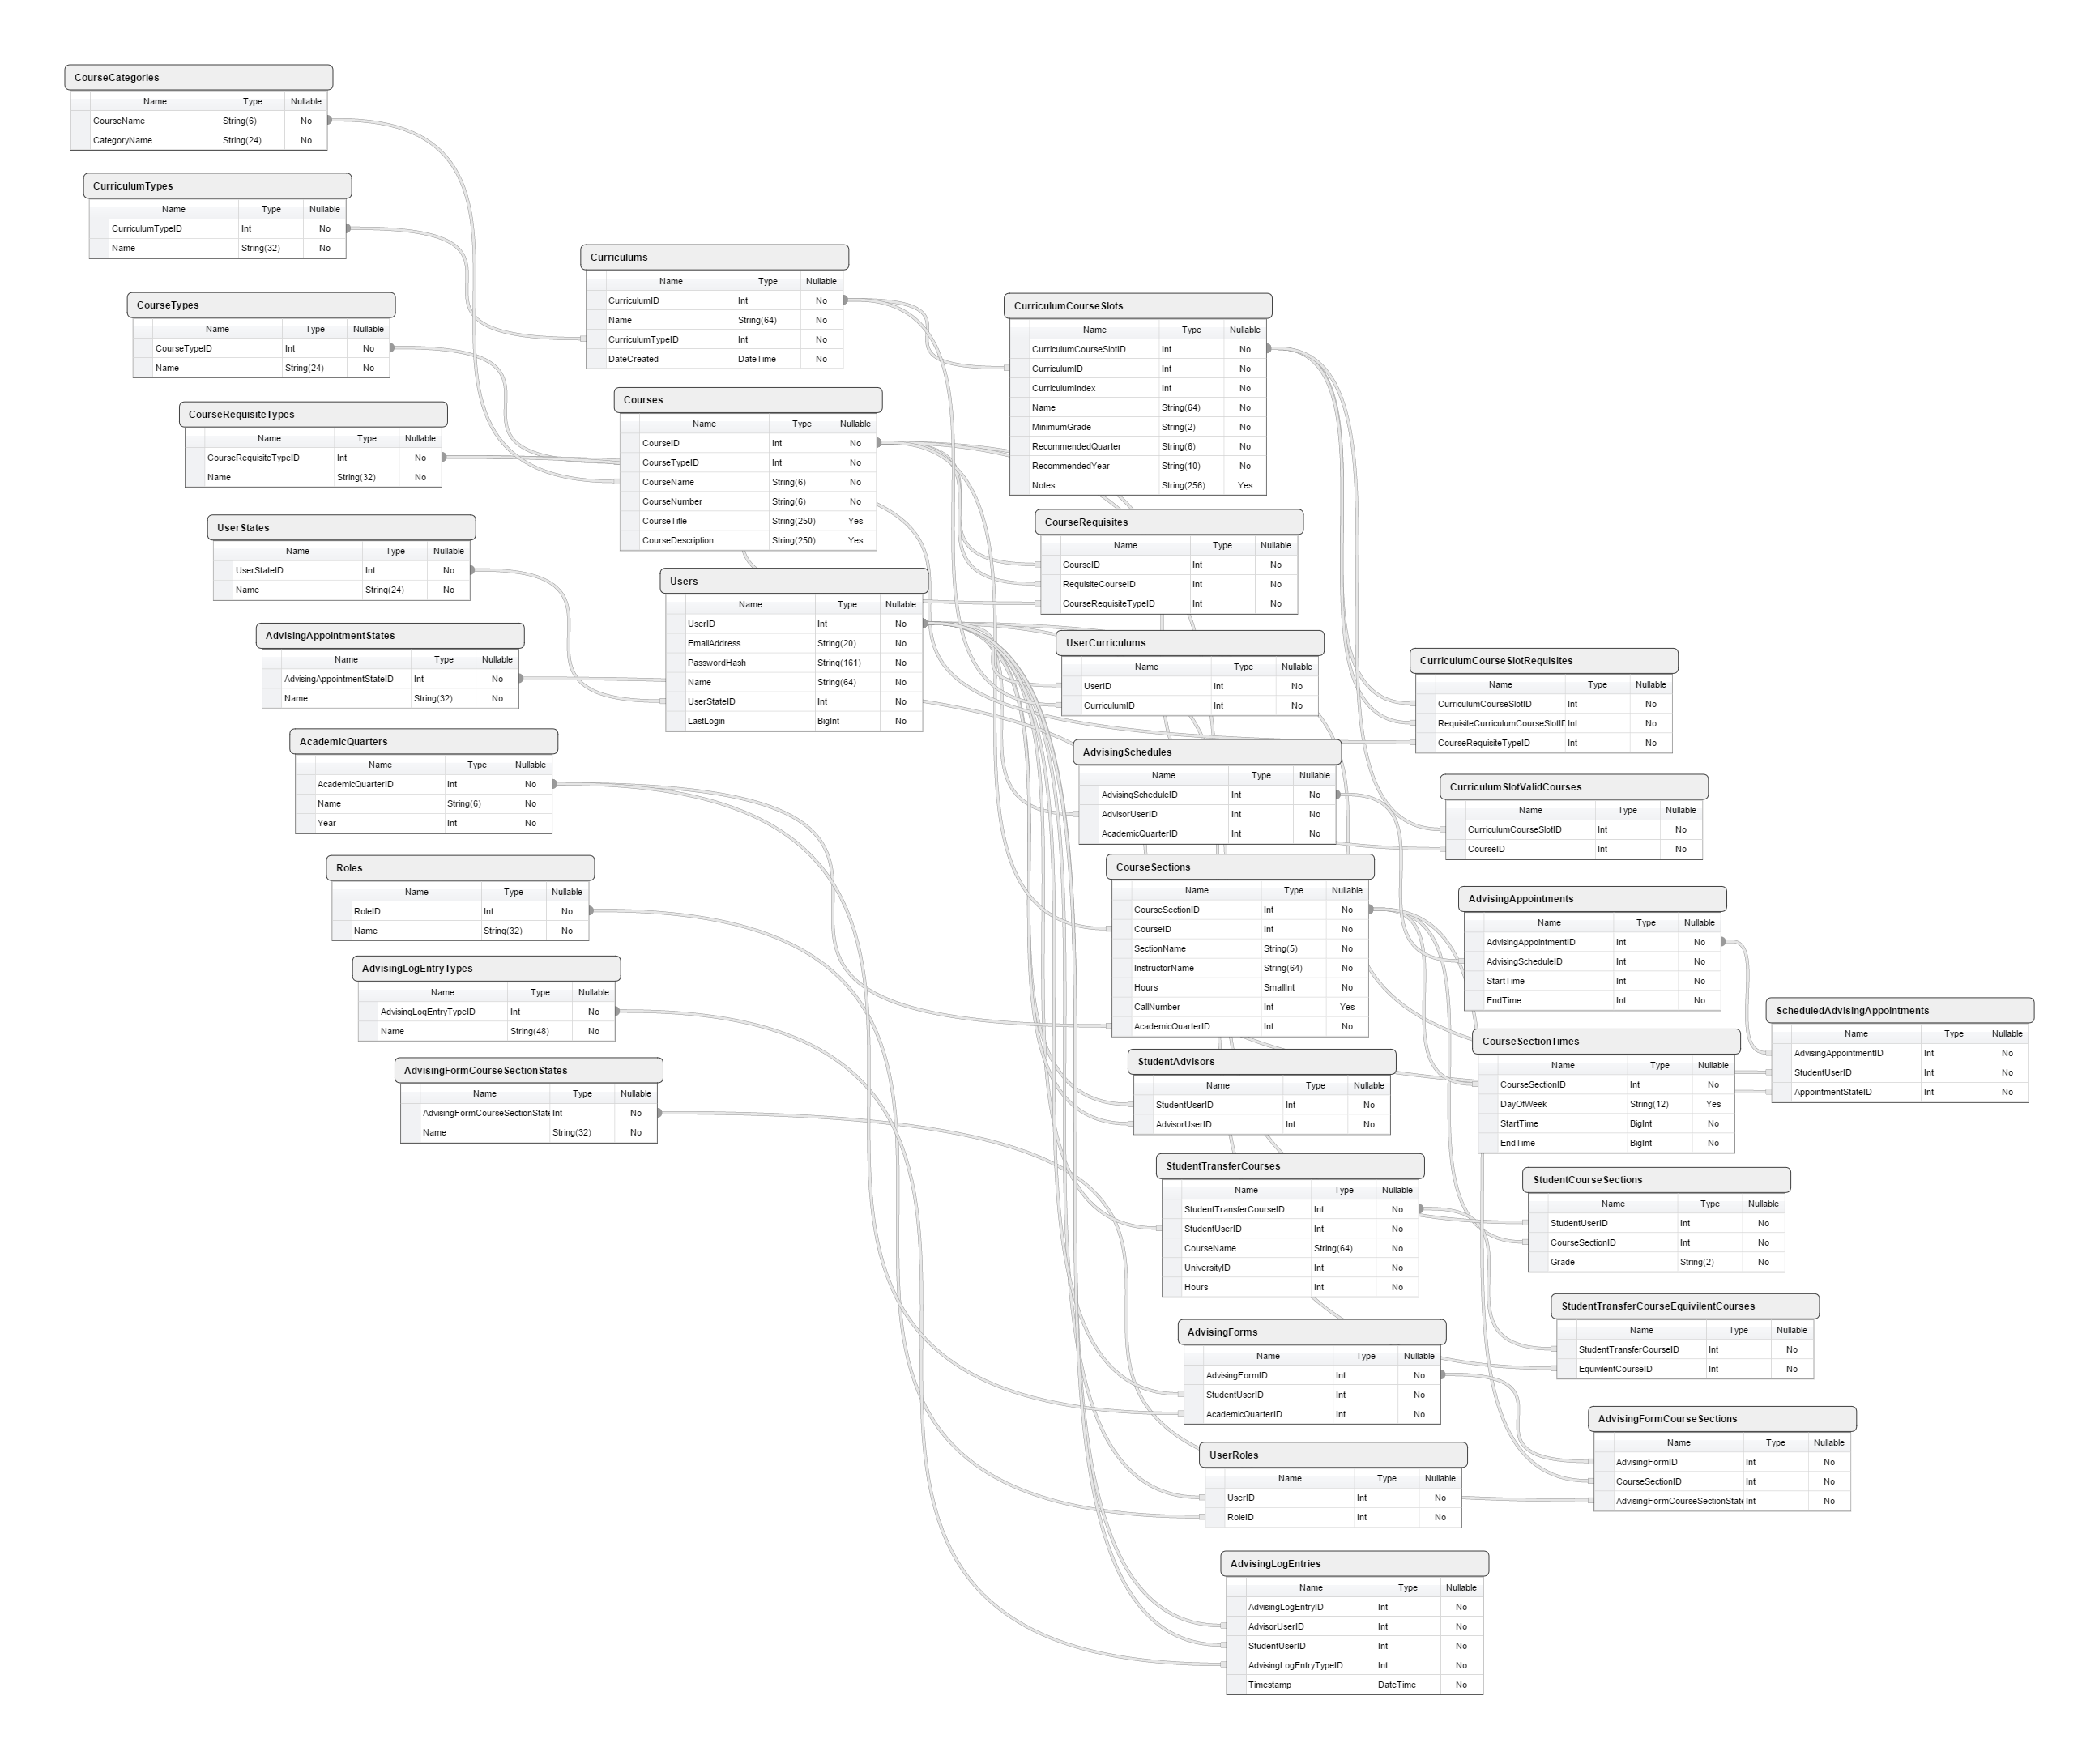 CourseCategories
Name Type Nullable
CourseName String(6) No
CategoryName String(24) No
CurriculumTypes
Name Type Nullable
CurriculumTypeID Int No
Name String(32) No
CourseTypes
Name Type Nullable
CourseTypeID Int No
Name String(24) No
CourseRequisiteTypes
Name Type Nullable
CourseRequisiteTypeID Int No
Name String(32) No
UserStates
Name Type Nullable
UserStateID Int No
Name String(24) No
AdvisingAppointmentStates
Name Type Nullable
AdvisingAppointmentStateID Int No
Name String(32) No
AcademicQuarters
Name Type Nullable
AcademicQuarterID Int No
Name String(6) No
Year Int No
Roles
Name Type Nullable
RoleID Int No
Name String(32) No
AdvisingLogEntryTypes
Name Type Nullable
AdvisingLogEntryTypeID Int No
Name String(48) No
AdvisingFormCourseSectionStates
Name Type Nullable
AdvisingFormCourseSectionState Int No
Name String(32) No
Curriculums
Name Type Nullable
CurriculumID Int No
Name String(64) No
CurriculumTypeID Int No
DateCreated DateTime No
Courses
Name Type Nullable
CourseID Int No
CourseTypeID Int No
CourseName String(6) No
CourseNumber String(6) No
CourseTitle String(250) Yes
CourseDescription String(250) Yes
Users
Name Type Nullable
UserID Int No
EmailAddress String(20) No
PasswordHash String(161) No
Name String(64) No
UserStateID Int No
LastLogin BigInt No
CurriculumCourseSlots
Name Type Nullable
CurriculumCourseSlotID Int No
CurriculumID Int No
CurriculumIndex Int No
Name String(64) No
MinimumGrade String(2) No
RecommendedQuarter String(6) No
RecommendedYear String(10) No
Notes String(256) Yes
CourseRequisites
Name Type Nullable
CourseID Int No
RequisiteCourseID Int No
CourseRequisiteTypeID Int No
UserCurriculums
Name Type Nullable
UserID Int No
CurriculumID Int No
AdvisingSchedules
Name Type Nullable
AdvisingScheduleID Int No
AdvisorUserID Int No
AcademicQuarterID Int No
CourseSections
Name Type Nullable
CourseSectionID Int No
CourseID Int No
SectionName String(5) No
InstructorName String(64) No
Hours SmallInt No
CallNumber Int Yes
AcademicQuarterID Int No
StudentAdvisors
Name Type Nullable
StudentUserID Int No
AdvisorUserID Int No
StudentTransferCourses
Name Type Nullable
StudentTransferCourseID Int No
StudentUserID Int No
CourseName String(64) No
UniversityID Int No
Hours Int No
AdvisingForms
Name Type Nullable
AdvisingFormID Int No
StudentUserID Int No
AcademicQuarterID Int No
UserRoles
Name Type Nullable
UserID Int No
RoleID Int No
AdvisingLogEntries
Name Type Nullable
AdvisingLogEntryID Int No
AdvisorUserID Int No
StudentUserID Int No
AdvisingLogEntryTypeID Int No
Timestamp DateTime No
CurriculumCourseSlotRequisites
Name Type Nullable
CurriculumCourseSlotID Int No
RequisiteCurriculumCourseSlotID Int No
CourseRequisiteTypeID Int No
CurriculumSlotValidCourses
Name Type Nullable
CurriculumCourseSlotID Int No
CourseID Int No
AdvisingAppointments
Name Type Nullable
AdvisingAppointmentID Int No
AdvisingScheduleID Int No
StartTime Int No
EndTime Int No
CourseSectionTimes
Name Type Nullable
CourseSectionID Int No
DayOfWeek String(12) Yes
StartTime BigInt No
EndTime BigInt No
StudentCourseSections
Name Type Nullable
StudentUserID Int No
CourseSectionID Int No
Grade String(2) No
StudentTransferCourseEquivilentCourses
Name Type Nullable
StudentTransferCourseID Int No
EquivilentCourseID Int No
AdvisingFormCourseSections
Name Type Nullable
AdvisingFormID Int No
CourseSectionID Int No
AdvisingFormCourseSectionState Int No
ScheduledAdvisingAppointments
Name Type Nullable
AdvisingAppointmentID Int No
StudentUserID Int No
AppointmentStateID Int No